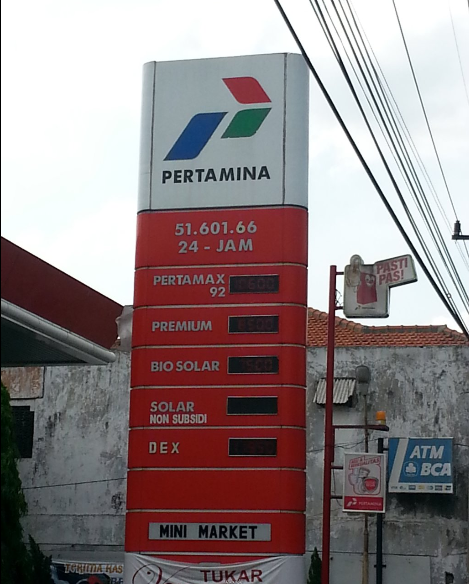 PERTAMINA
51.601.66
24 - JAM
PERTAMAX
92
PREMIUM
BIO SOLAR
SOLAR
NON SUBSIDI
DEX
MINI MARKET
TUKAR
PASTI
PAS!
ATM
BCA
PERTAMINA